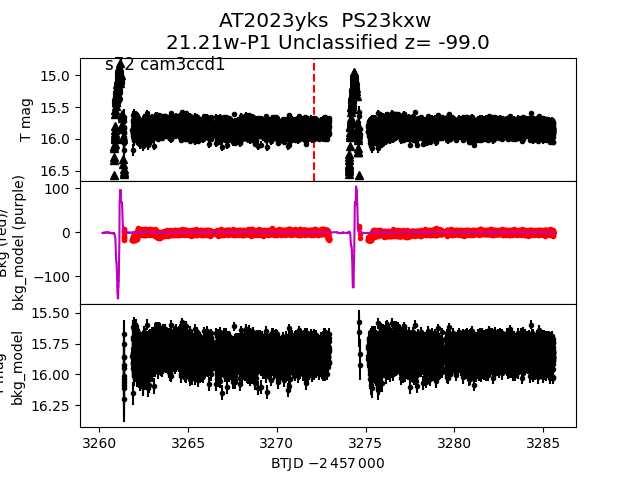 AT2023yks PS23kxw
21.21w-P1 Unclassified z= -99.0
s72 cam3ccd1
15.0
15.5
16.0
16.5
T mag
100
0
−100
bkg_model (purple)
15.50
15.75
16.00
16.25
bkg_model
3260
3265
3270
3275
3280
3285
BTJD −2 457 000